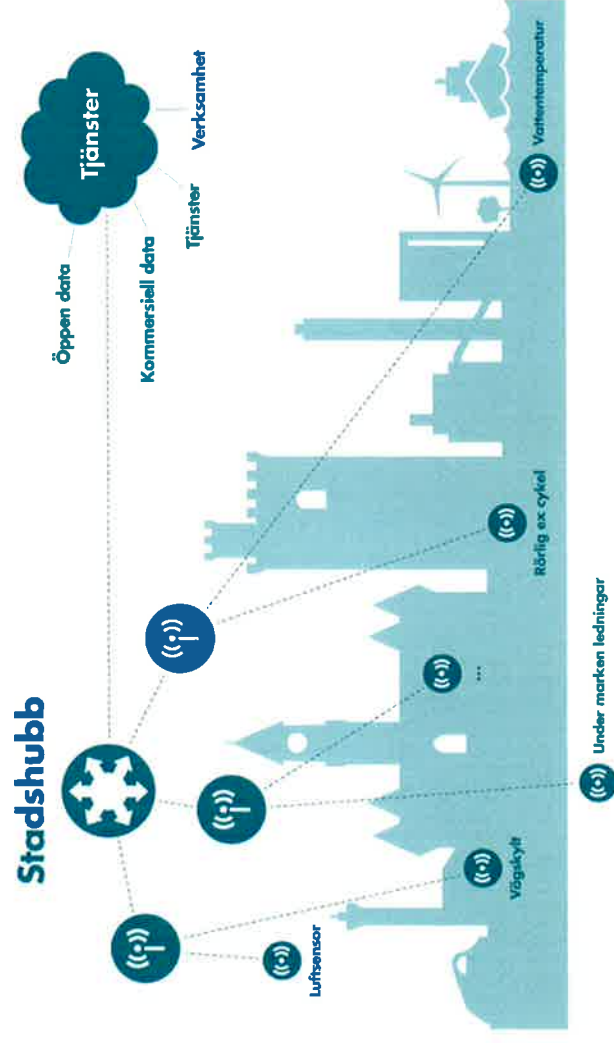 Stadshubb
Tjänster
Öppen data
Kommersiell data
Tjänster
Verksamhet
Luftsensor
Vägskylt
...
Under marken ledningar
Rörlig ex cykel
Vattentemperatur